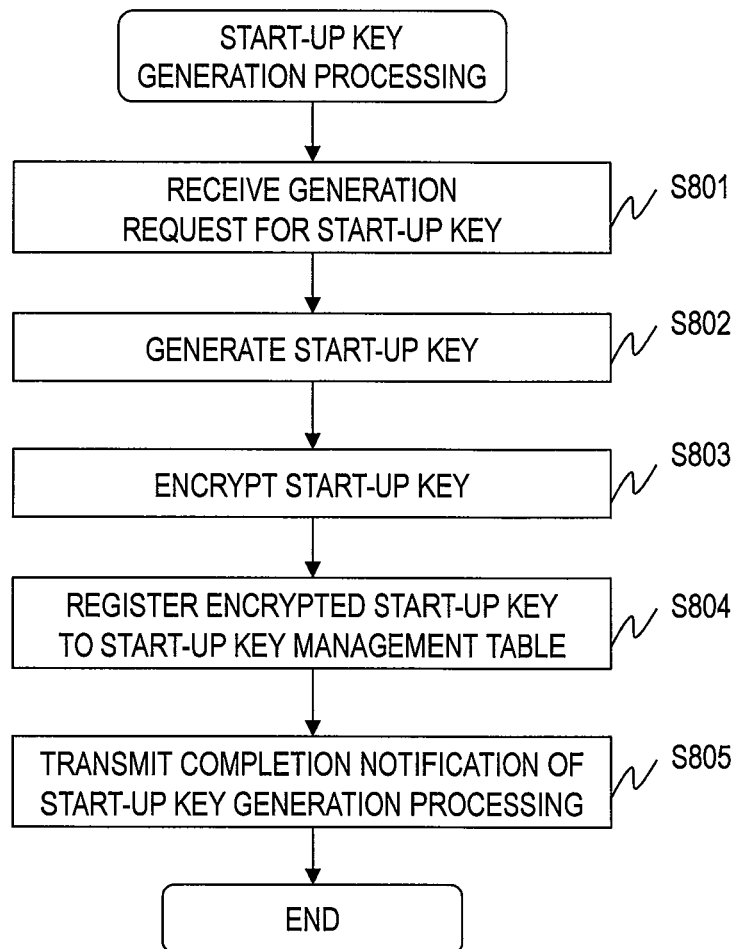 START-UP KEY
GENERATION PROCESSING
RECEIVE GENERATION
REQUEST FOR START-UP KEY
S801
GENERATE START-UP KEY
S802
ENCRYPT START-UP KEY
S803
REGISTER ENCRYPTED START-UP KEY
TO START-UP KEY MANAGEMENT TABLE
S804
TRANSMIT COMPLETION NOTIFICATION OF
START-UP KEY GENERATION PROCESSING
S805
END